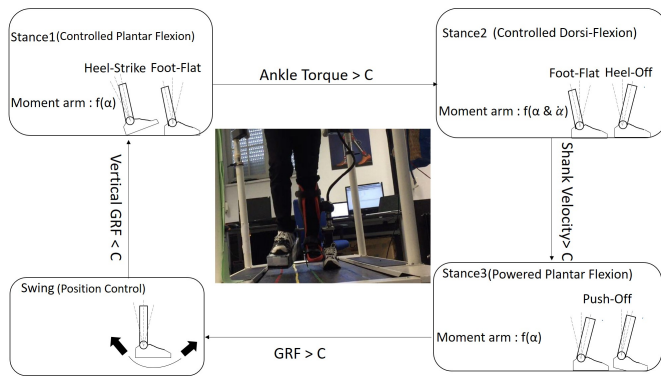 Stance1(Controlled Plantar Flexion)
Heel-Strike Foot-Flat
Moment arm : f(α)
Ankle Torque > C
Stance2 (Controlled Dorsi-Flexion)
Foot-Flat Heel-Off
Moment arm : f(α & α̇)
Shank Velocity> C
Stance3(Powered Plantar Flexion)
Push-Off
Moment arm : f(α)
GRF > C
Swing (Position Control)
Vertical GRF < C